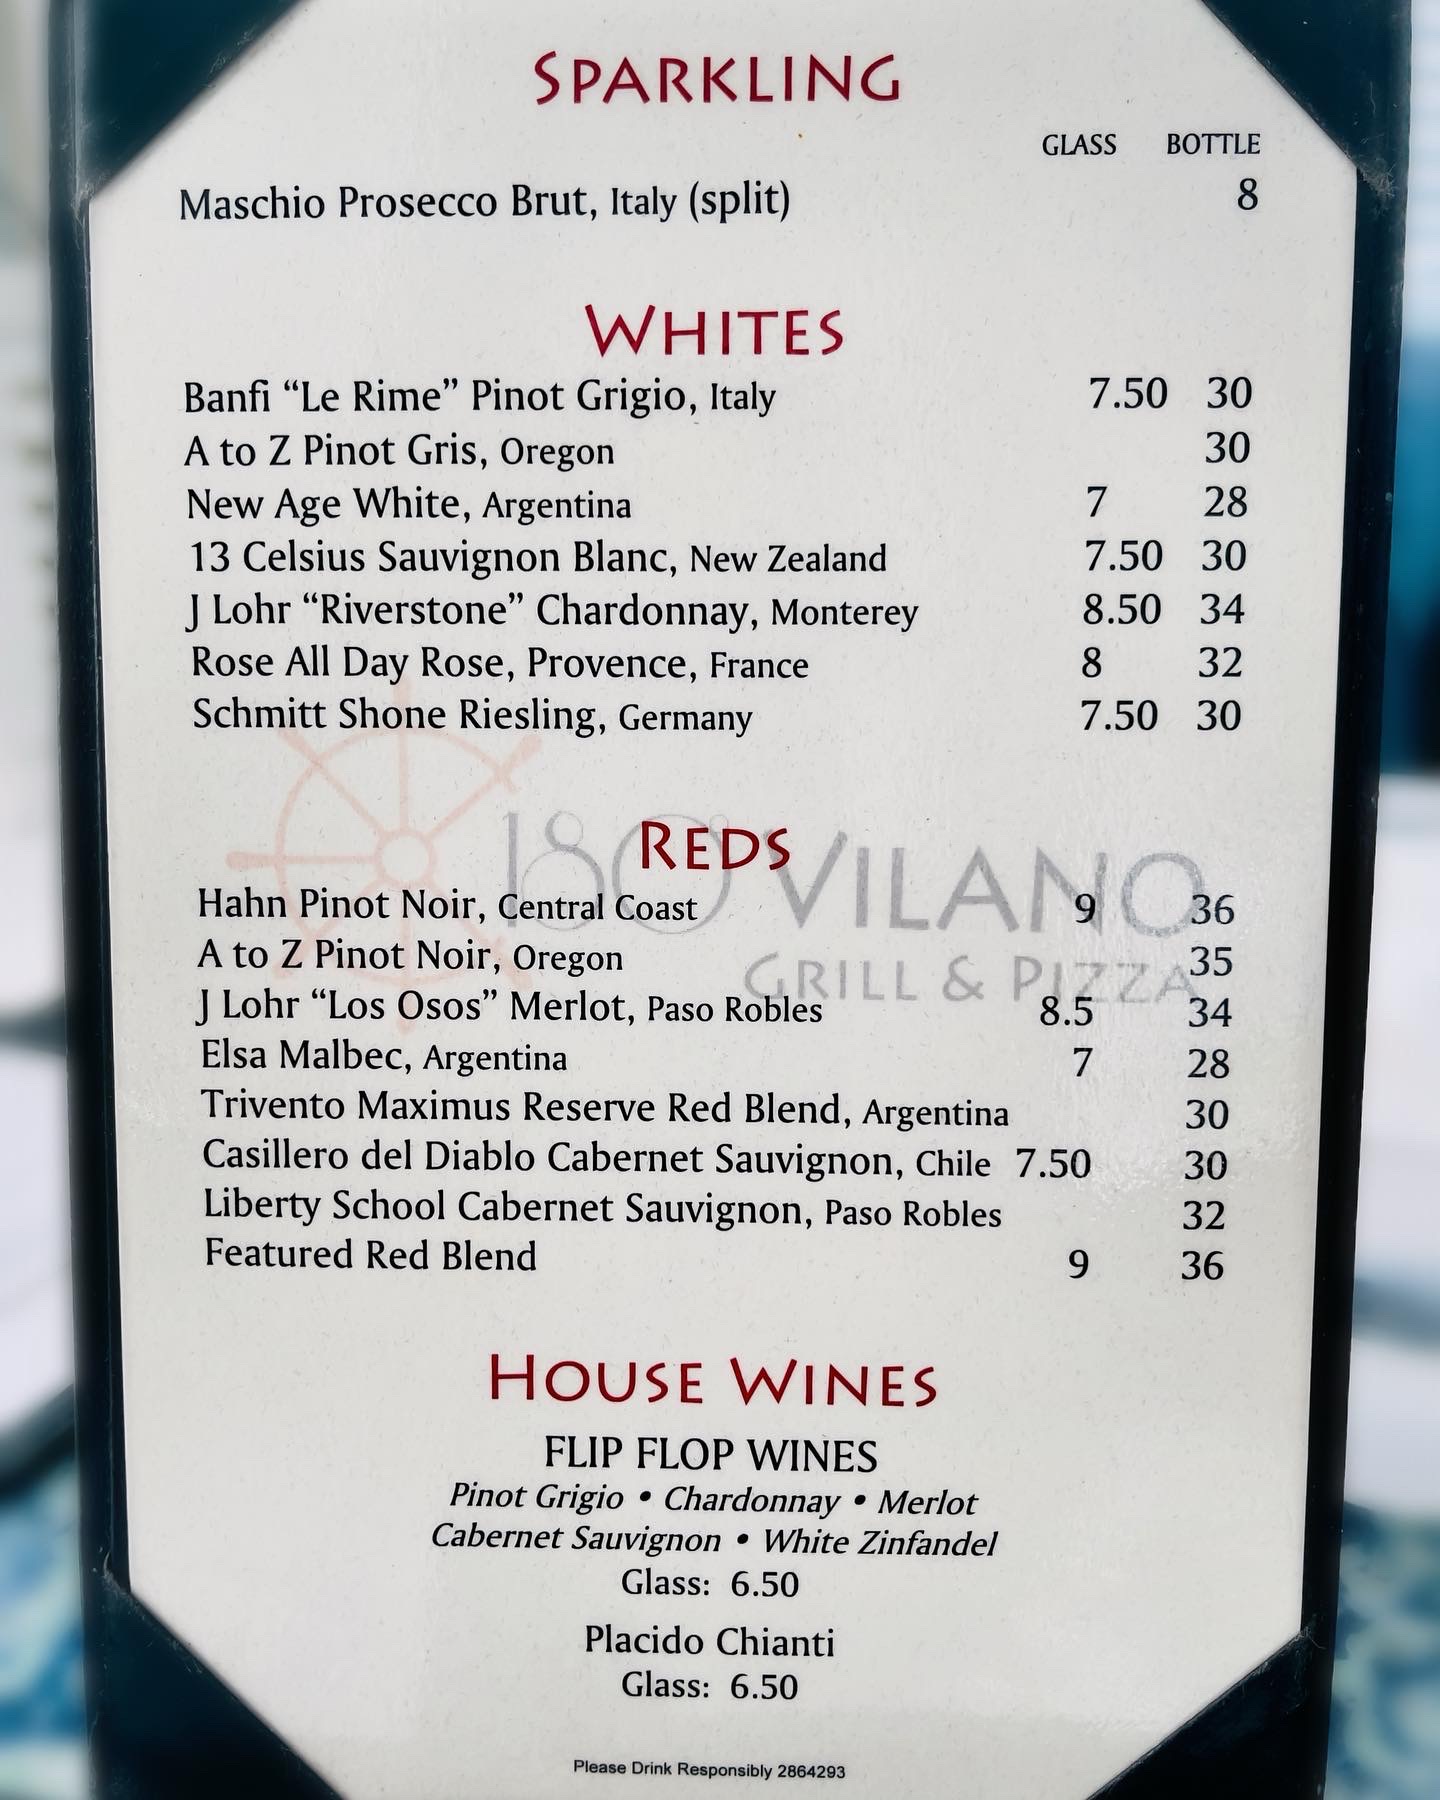 SPARKLING
GLASS BOTTLE
Maschio Prosecco Brut, Italy (split) 8
WHITES
Banfi “Le Rime” Pinot Grigio, Italy 7.50 30
A to Z Pinot Gris, Oregon 30
New Age White, Argentina 7 28
13 Celsius Sauvignon Blanc, New Zealand 7.50 30
J Lohr “Riverstone” Chardonnay, Monterey 8.50 34
Rose All Day Rose, Provence, France 8 32
Schmitt Shone Riesling, Germany 7.50 30
180° VILANO
GRILL & PIZZA
REDS
Hahn Pinot Noir, Central Coast 9 36
A to Z Pinot Noir, Oregon 35
J Lohr “Los Osos” Merlot, Paso Robles 8.5 34
Elsa Malbec, Argentina 7 28
Trivento Maximus Reserve Red Blend, Argentina 30
Casillero del Diablo Cabernet Sauvignon, Chile 7.50 30
Liberty School Cabernet Sauvignon, Paso Robles 32
Featured Red Blend 9 36
HOUSE WINES
FLIP FLOP WINES
Pinot Grigio • Chardonnay • Merlot
Cabernet Sauvignon • White Zinfandel
Glass: 6.50
Placido Chianti
Glass: 6.50
Please Drink Responsibly 2864293